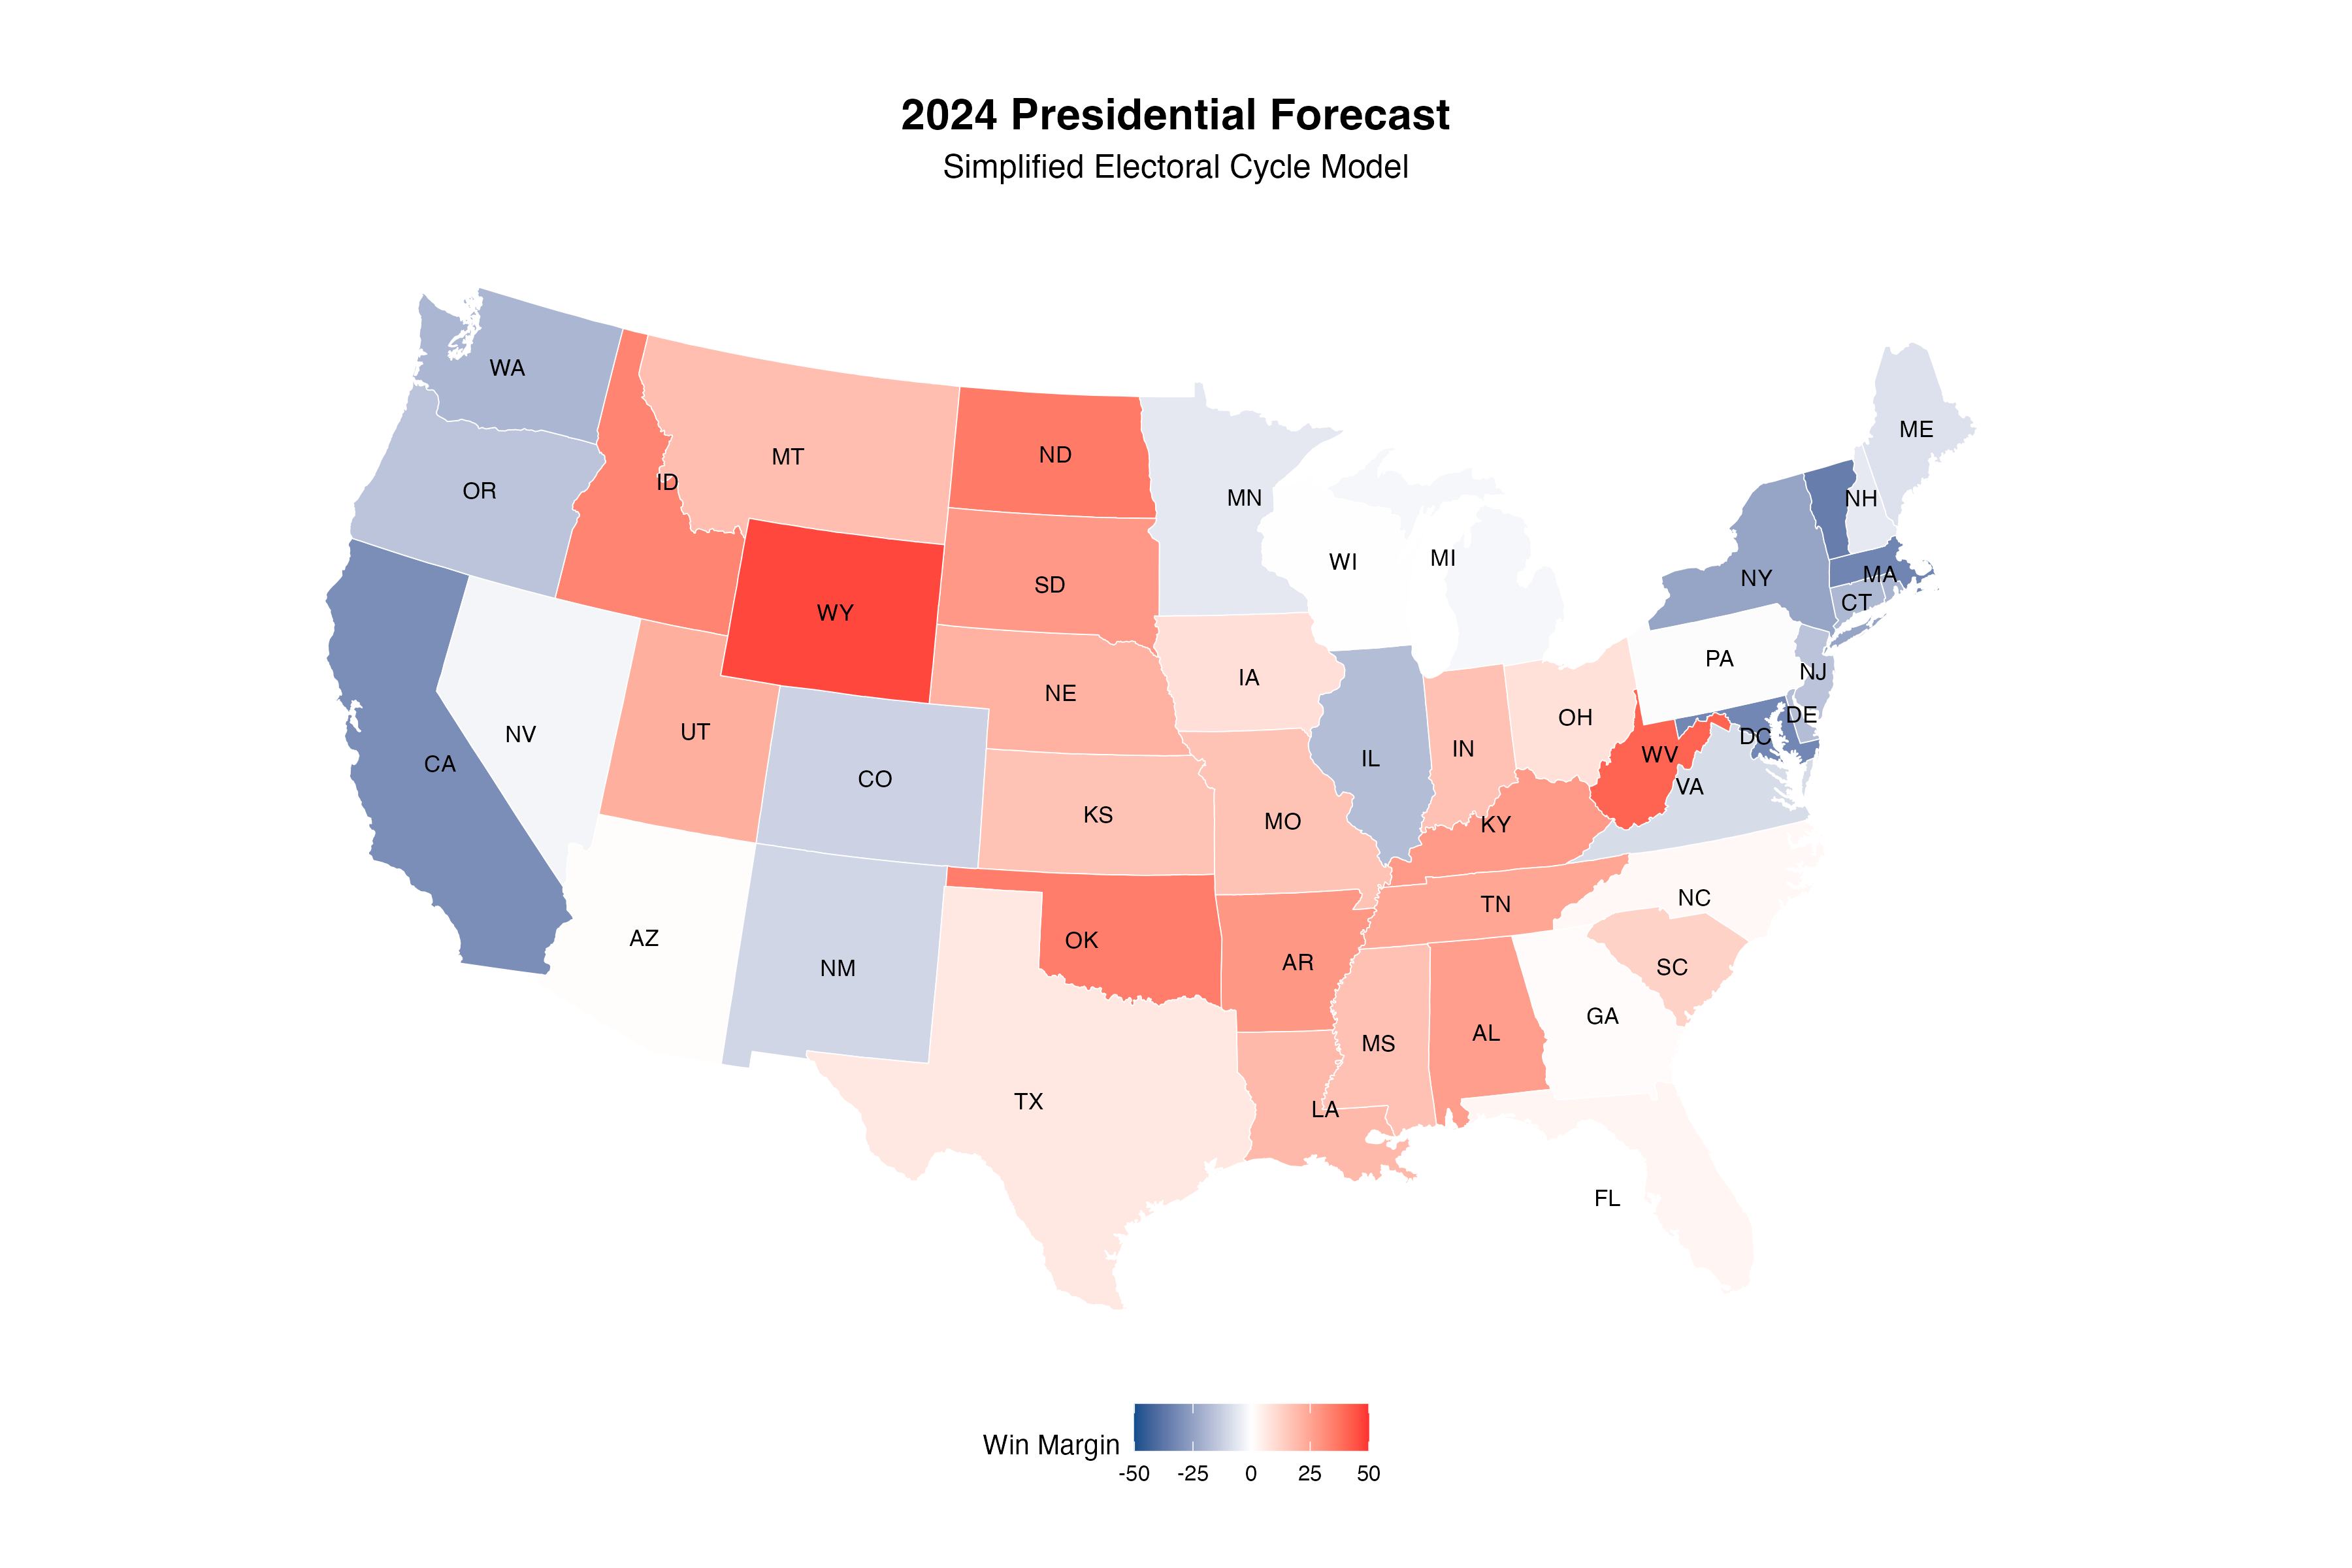 2024 Presidential Forecast
Simplified Electoral Cycle Model
WA
ME
MT
ND
ID
OR
MN
NH
WI
MI
MA
NY
SD
CT
WY
PA
NJ
IA
NE
DE
OH
UT
NV
DC
IN
WV
IL
CA
CO
VA
KS
MO
KY
NC
TN
AZ
OK
AR
SC
NM
GA
AL
MS
TX
LA
FL
Win Margin
-50 -25 0 25 50